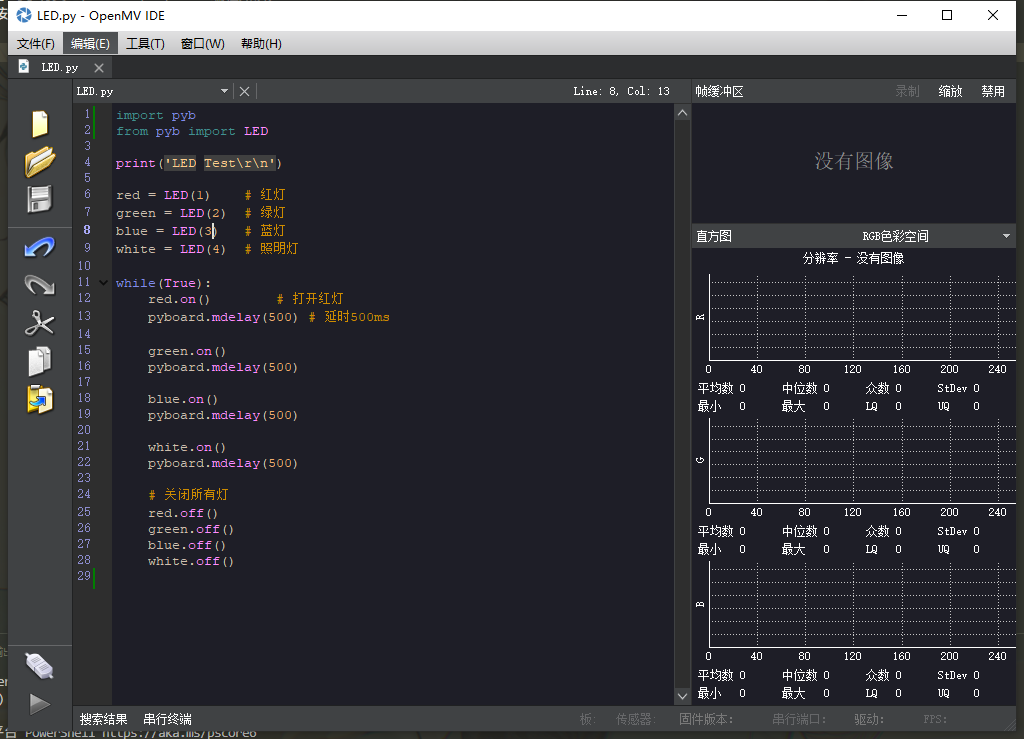 LED.py - OpenMV IDE
文件(F) 编辑(E) 工具(T) 窗口(W) 帮助(H)
LED.py
LED.py Line: 8, Col: 13
1 import pyb
2 from pyb import LED
3
4 print('LED Test\r\n')
5
6 red = LED(1) # 红灯
7 green = LED(2) # 绿灯
8 blue = LED(3) # 蓝灯
9 white = LED(4) # 照明灯
10
11 while(True):
12 red.on() # 打开红灯
13 pyboard.mdelay(500) # 延时500ms
14
15 green.on()
16 pyboard.mdelay(500)
17
18 blue.on()
19 pyboard.mdelay(500)
20
21 white.on()
22 pyboard.mdelay(500)
23
24 # 关闭所有灯
25 red.off()
26 green.off()
27 blue.off()
28 white.off()
29
帧缓冲区 录制 缩放 禁用
没有图像
直方图 RGB色彩空间
分辨率 - 没有图像
R
0 40 80 120 160 200 240
平均数 0 中位数 0 众数 0 StDev 0
最小 0 最大 0 LQ 0 UQ 0
G
0 40 80 120 160 200 240
平均数 0 中位数 0 众数 0 StDev 0
最小 0 最大 0 LQ 0 UQ 0
B
0 40 80 120 160 200 240
平均数 0 中位数 0 众数 0 StDev 0
最小 0 最大 0 LQ 0 UQ 0
搜索结果 串行终端 板: 传感器: 固件版本: 串行端口: 驱动: FPS:
PowerShell https://aka.ms/pscore6